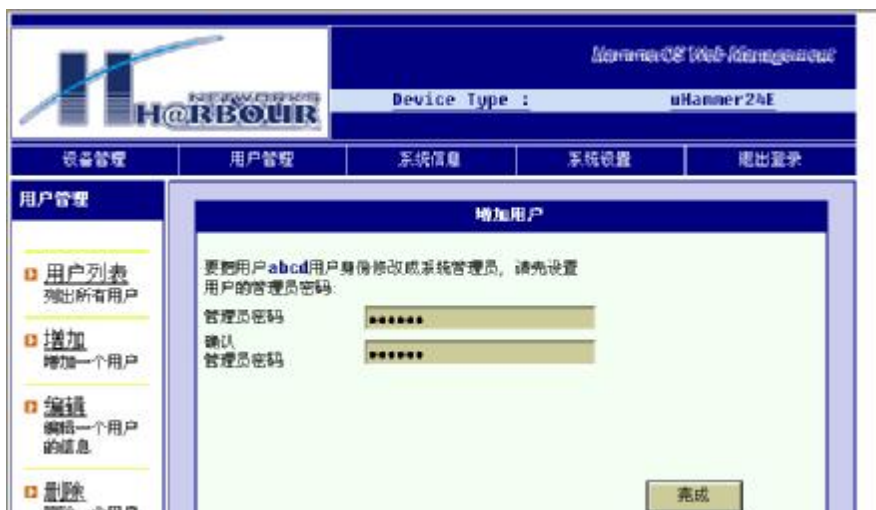 HammerOS Web Management
NETWORKS
H@RBOUR
Device Type :
uHammer24E
设备管理
用户管理
系统信息
系统设置
退出登录
用户管理
用户列表
列出所有用户
增加
增加一个用户
编辑
编辑一个用户
的信息
删除
增加用户
要把用户abcd用户身份修改成系统管理员, 请先设置
用户的管理员密码:
管理员密码
●●●●●●
确认
管理员密码
●●●●●●
完成